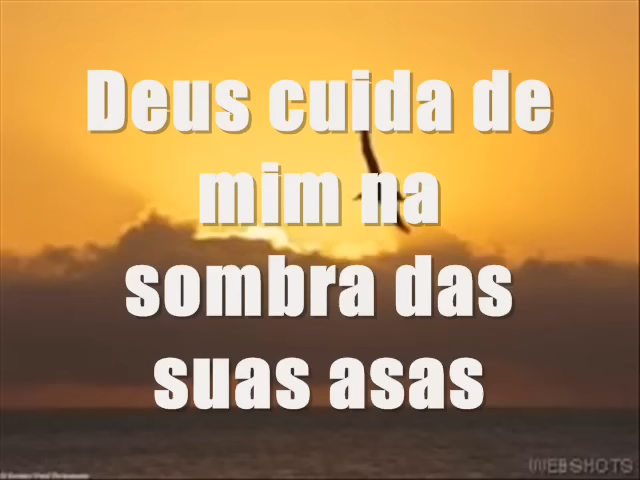 Deus cuida de
mim na
sombra das
suas asas
WEBSHOTS